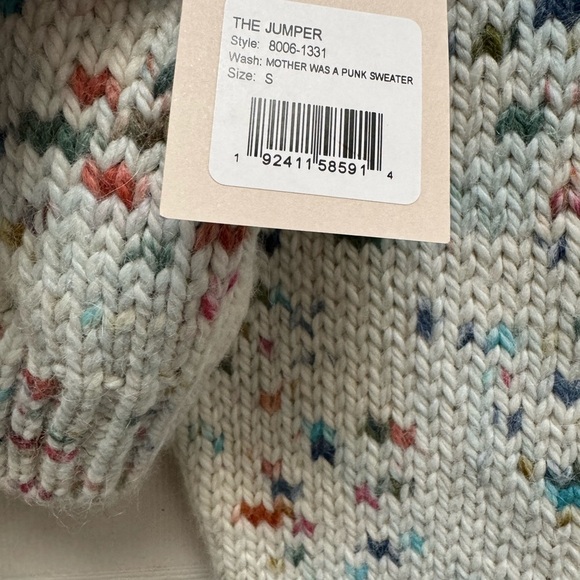 THE JUMPER
Style: 8006-1331
Wash: MOTHER WAS A PUNK SWEATER
Size: S
1 92411 58591 4